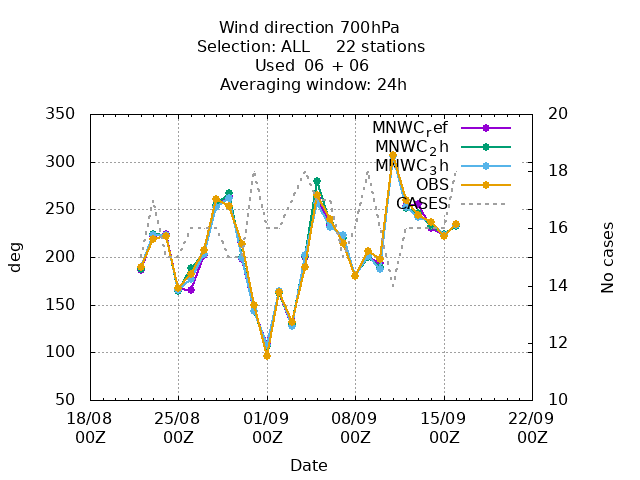 Wind direction 700hPa
Selection: ALL 22 stations
Used 06 + 06
Averaging window: 24h
350
300
250
200
150
100
50
deg
20
18
16
14
12
10
No cases
MNWC_ref
MNWC_2h
MNWC_3h
OBS
CASES
18/08 25/08 01/09 08/09 15/09 22/09
00Z 00Z 00Z 00Z 00Z 00Z
Date